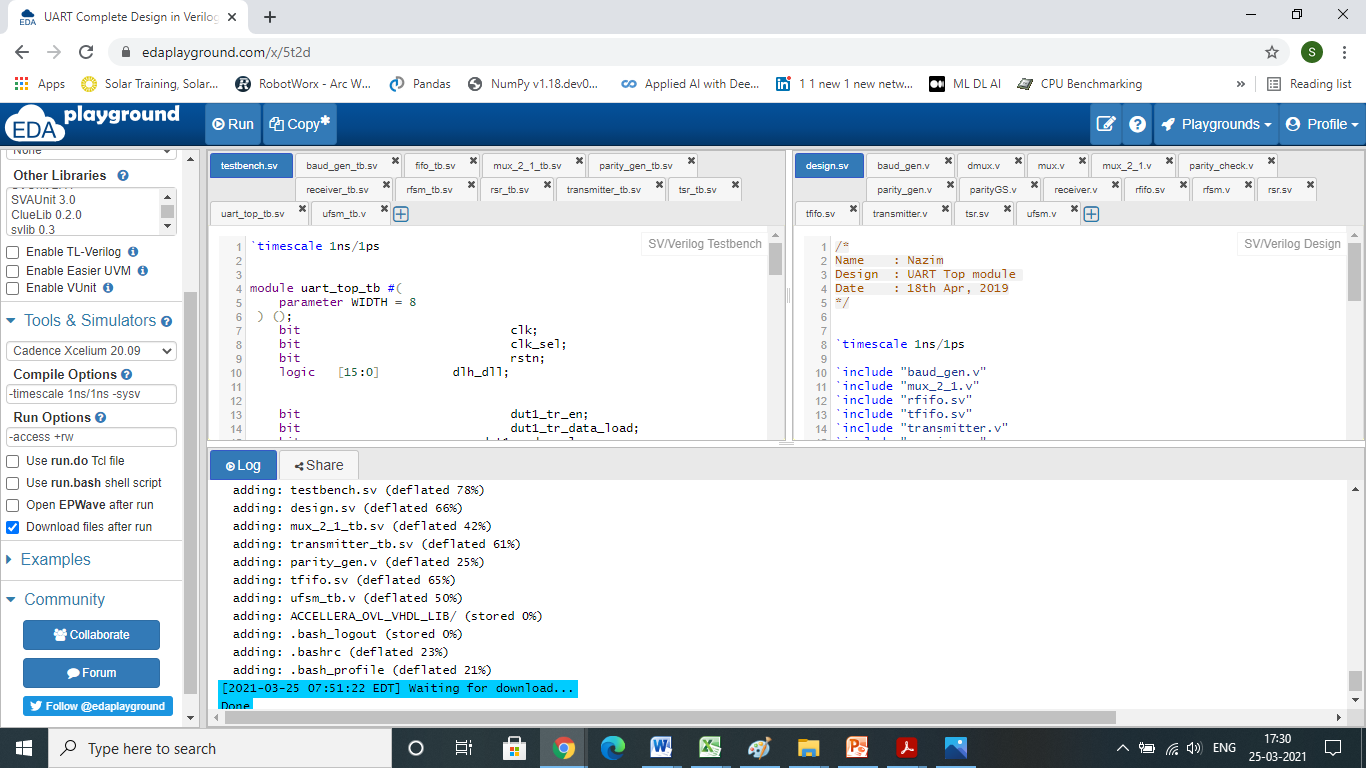 UART Complete Design in Verilog
edaplayground.com/x/5t2d
S
Apps Solar Training, Solar... RobotWorx - Arc W... Pandas NumPy v1.18.dev0... Applied AI with Dee... 1 1 new 1 new netw... ML DL AI CPU Benchmarking » Reading list
EDA playground Run Copy* Playgrounds Profile
None
Other Libraries
SVAUnit 3.0
ClueLib 0.2.0
svlib 0.3
Enable TL-Verilog
Enable Easier UVM
Enable VUnit
Tools & Simulators
Cadence Xcelium 20.09
Compile Options
-timescale 1ns/1ns -sysv
Run Options
-access +rw
Use run.do Tcl file
Use run.bash shell script
Open EPWave after run
Download files after run
Examples
Community
Collaborate
Forum
Follow @edaplayground
testbench.sv baud_gen_tb.sv fifo_tb.sv mux_2_1_tb.sv parity_gen_tb.sv
receiver_tb.sv rfsm_tb.sv rsr_tb.sv transmitter_tb.sv tsr_tb.sv
uart_top_tb.sv ufsm_tb.v
SV/Verilog Testbench
1 `timescale 1ns/1ps
2
3
4 module uart_top_tb #(
5 parameter WIDTH = 8
6 ) ();
7 bit clk;
8 bit clk_sel;
9 bit rstn;
10 logic [15:0] dlh_dll;
11
12
13 bit dut1_tr_en;
14 bit dut1_tr_data_load;
design.sv baud_gen.v dmux.v mux.v mux_2_1.v parity_check.v
parity_gen.v parityGS.v receiver.v rfifo.sv rfsm.v rsr.sv
tfifo.sv transmitter.v tsr.sv ufsm.v
SV/Verilog Design
1 /*
2 Name : Nazim
3 Design : UART Top module
4 Date : 18th Apr, 2019
5 */
6
7
8 `timescale 1ns/1ps
9
10 `include "baud_gen.v"
11 `include "mux_2_1.v"
12 `include "rfifo.sv"
13 `include "tfifo.sv"
14 `include "transmitter.v"
Log Share
adding: testbench.sv (deflated 78%)
adding: design.sv (deflated 66%)
adding: mux_2_1_tb.sv (deflated 42%)
adding: transmitter_tb.sv (deflated 61%)
adding: parity_gen.v (deflated 25%)
adding: tfifo.sv (deflated 65%)
adding: ufsm_tb.v (deflated 50%)
adding: ACCELLERA_OVL_VHDL_LIB/ (stored 0%)
adding: .bash_logout (stored 0%)
adding: .bashrc (deflated 23%)
adding: .bash_profile (deflated 21%)
[2021-03-25 07:51:22 EDT] Waiting for download...
Done
Type here to search
ENG
17:30
25-03-2021